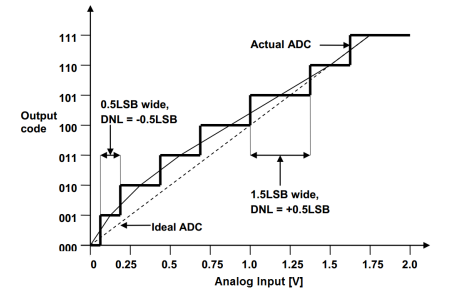 111
110
101
100
011
010
001
000
Output
code
Actual ADC
0.5LSB wide,
DNL = -0.5LSB
1.5LSB wide,
DNL = +0.5LSB
Ideal ADC
0 0.25 0.5 0.75 1.0 1.25 1.5 1.75 2.0
Analog Input [V]